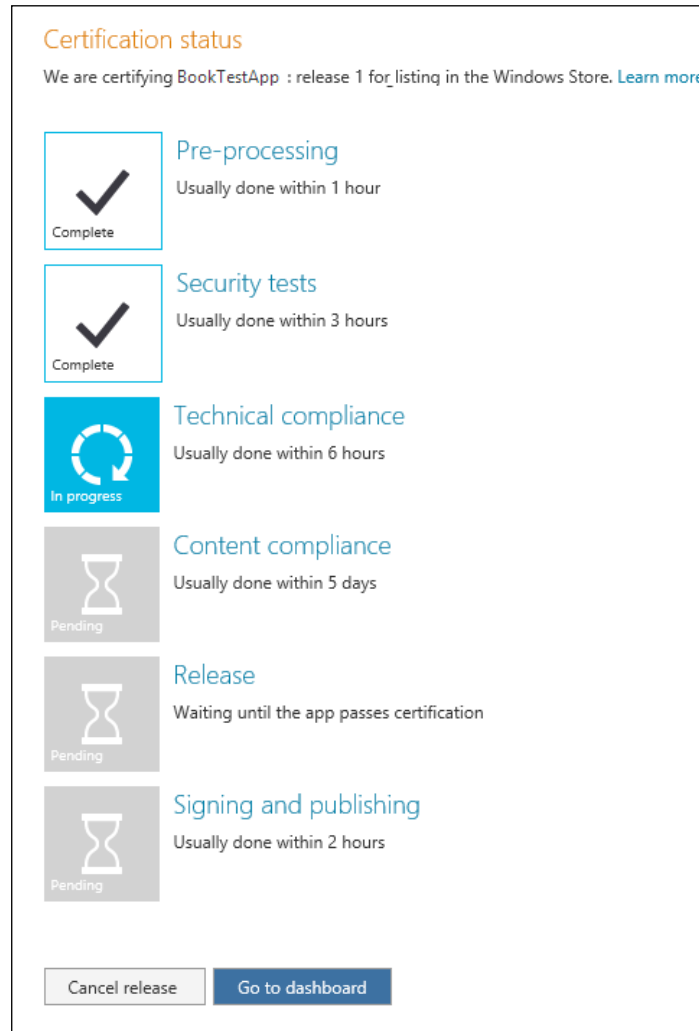 Certification status
We are certifying BookTestApp : release 1 for listing in the Windows Store. Learn more
Pre-processing
Usually done within 1 hour
Complete
Security tests
Usually done within 3 hours
Complete
Technical compliance
Usually done within 6 hours
In progress
Content compliance
Usually done within 5 days
Pending
Release
Waiting until the app passes certification
Pending
Signing and publishing
Usually done within 2 hours
Pending
Cancel release
Go to dashboard